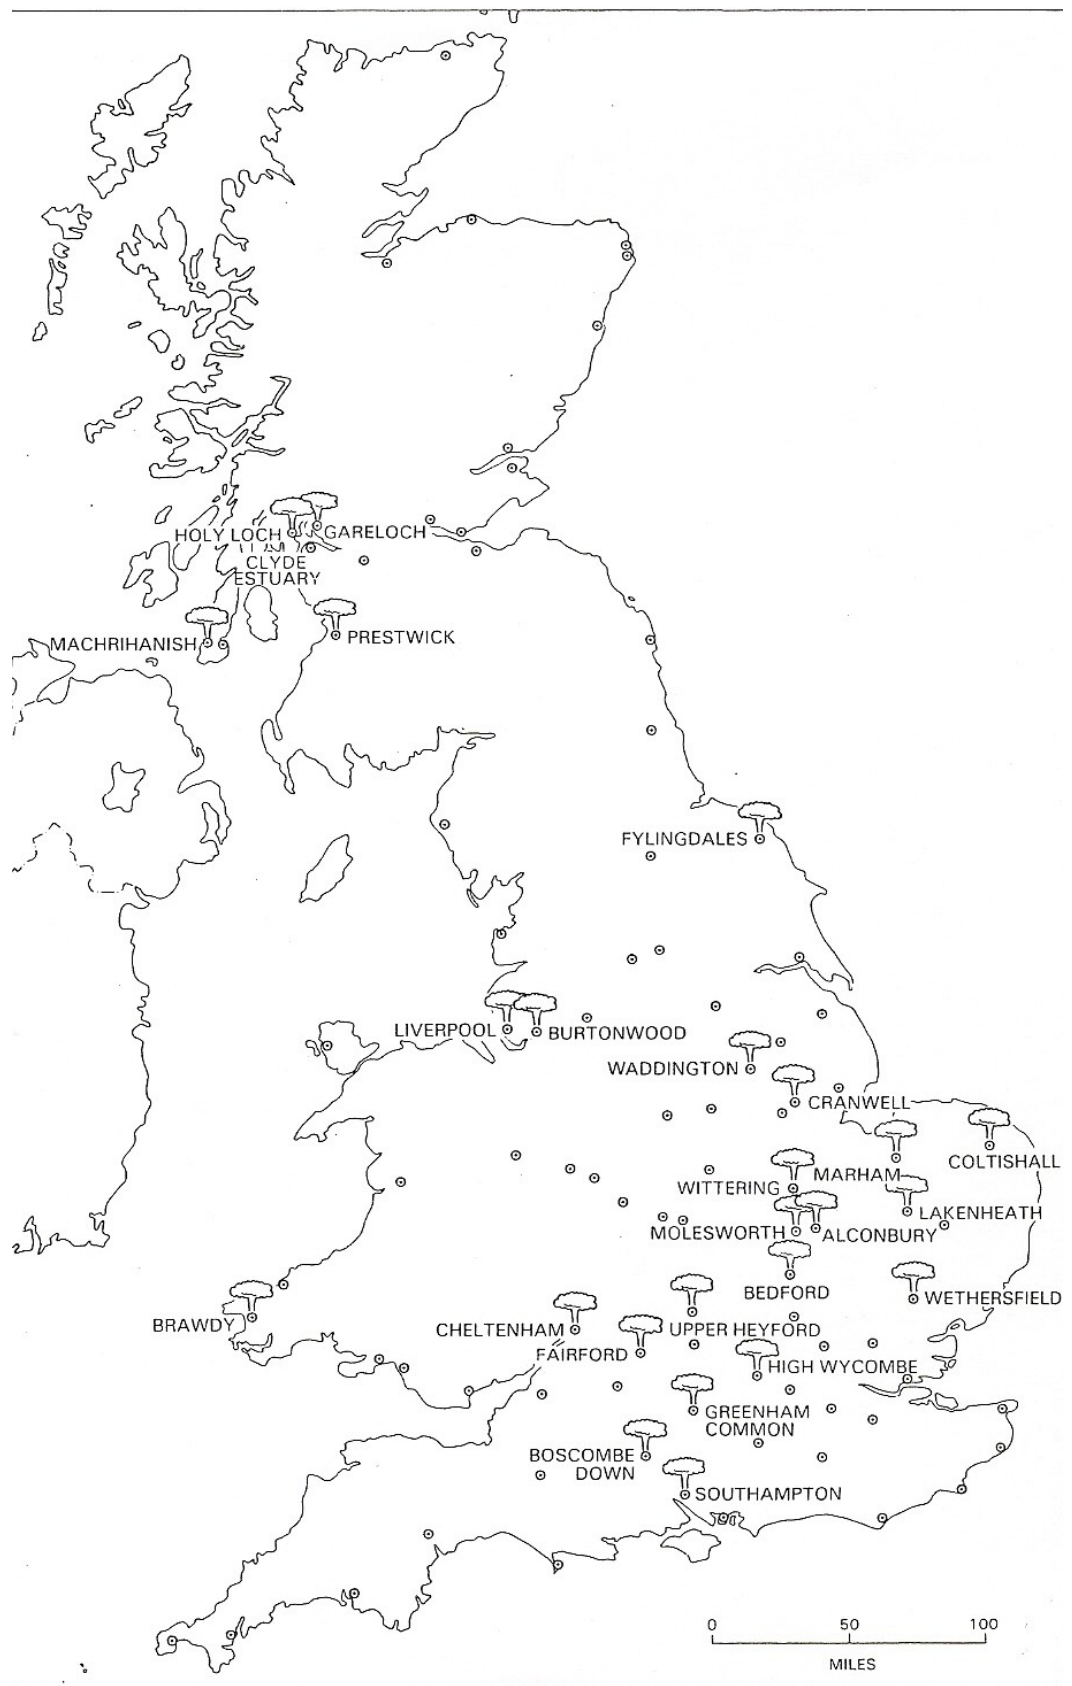 HOLY LOCH
GARELOCH
CLYDE
ESTUARY
MACHRIHANISH
PRESTWICK
FYLINGDALES
LIVERPOOL
BURTONWOOD
WADDINGTON
CRANWELL
COLTISHALL
MARHAM
WITTERING
LAKENHEATH
MOLESWORTH
ALCONBURY
BEDFORD
WETHERSFIELD
BRAWDY
CHELTENHAM
UPPER HEYFORD
FAIRFORD
HIGH WYCOMBE
GREENHAM
COMMON
BOSCOMBE
DOWN
SOUTHAMPTON
0 50 100
MILES